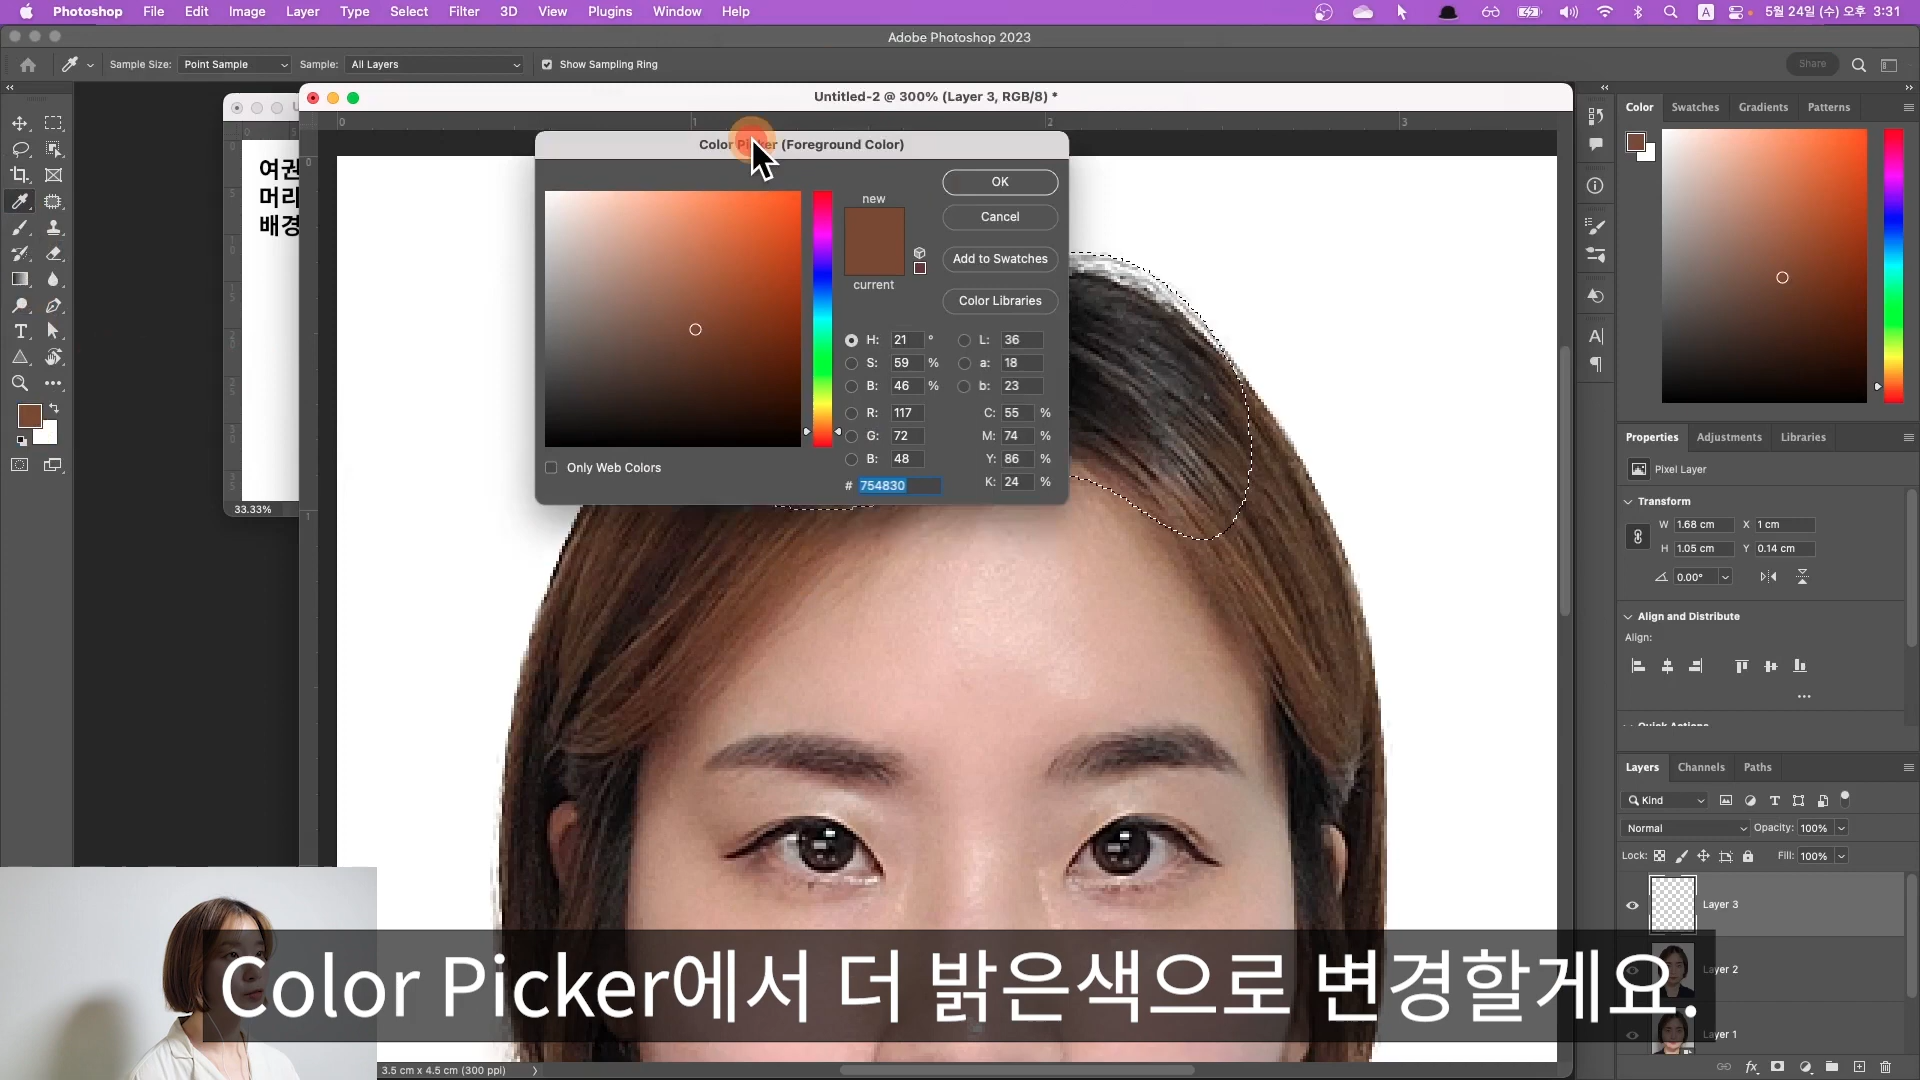 Photoshop File Edit Image Layer Type Select Filter 3D View Plugins Window Help
A 5월 24일 (수) 오후 3:31
Adobe Photoshop 2023
Sample Size: Point Sample Sample: All Layers Show Sampling Ring
Share
Untitled-2 @ 300% (Layer 3, RGB/8) *
0 1 2 3
여권
머리
배경
33.33%
Color Picker (Foreground Color)
new
current
OK
Cancel
Add to Swatches
Color Libraries
H: 21 ° L: 36
S: 59 % a: 18
B: 46 % b: 23
R: 117 C: 55 %
G: 72 M: 74 %
B: 48 Y: 86 %
# 754830 K: 24 %
Only Web Colors
Color Swatches Gradients Patterns
Properties Adjustments Libraries
Pixel Layer
Transform
W 1.68 cm X 1 cm
H 1.05 cm Y 0.14 cm
0.00°
Align and Distribute
Align:
Quick Actions
Layers Channels Paths
Kind
Normal Opacity: 100%
Lock: Fill: 100%
Layer 3
Layer 2
Layer 1
Color Picker에서 더 밝은색으로 변경할게요.
3.5 cm x 4.5 cm (300 ppi)